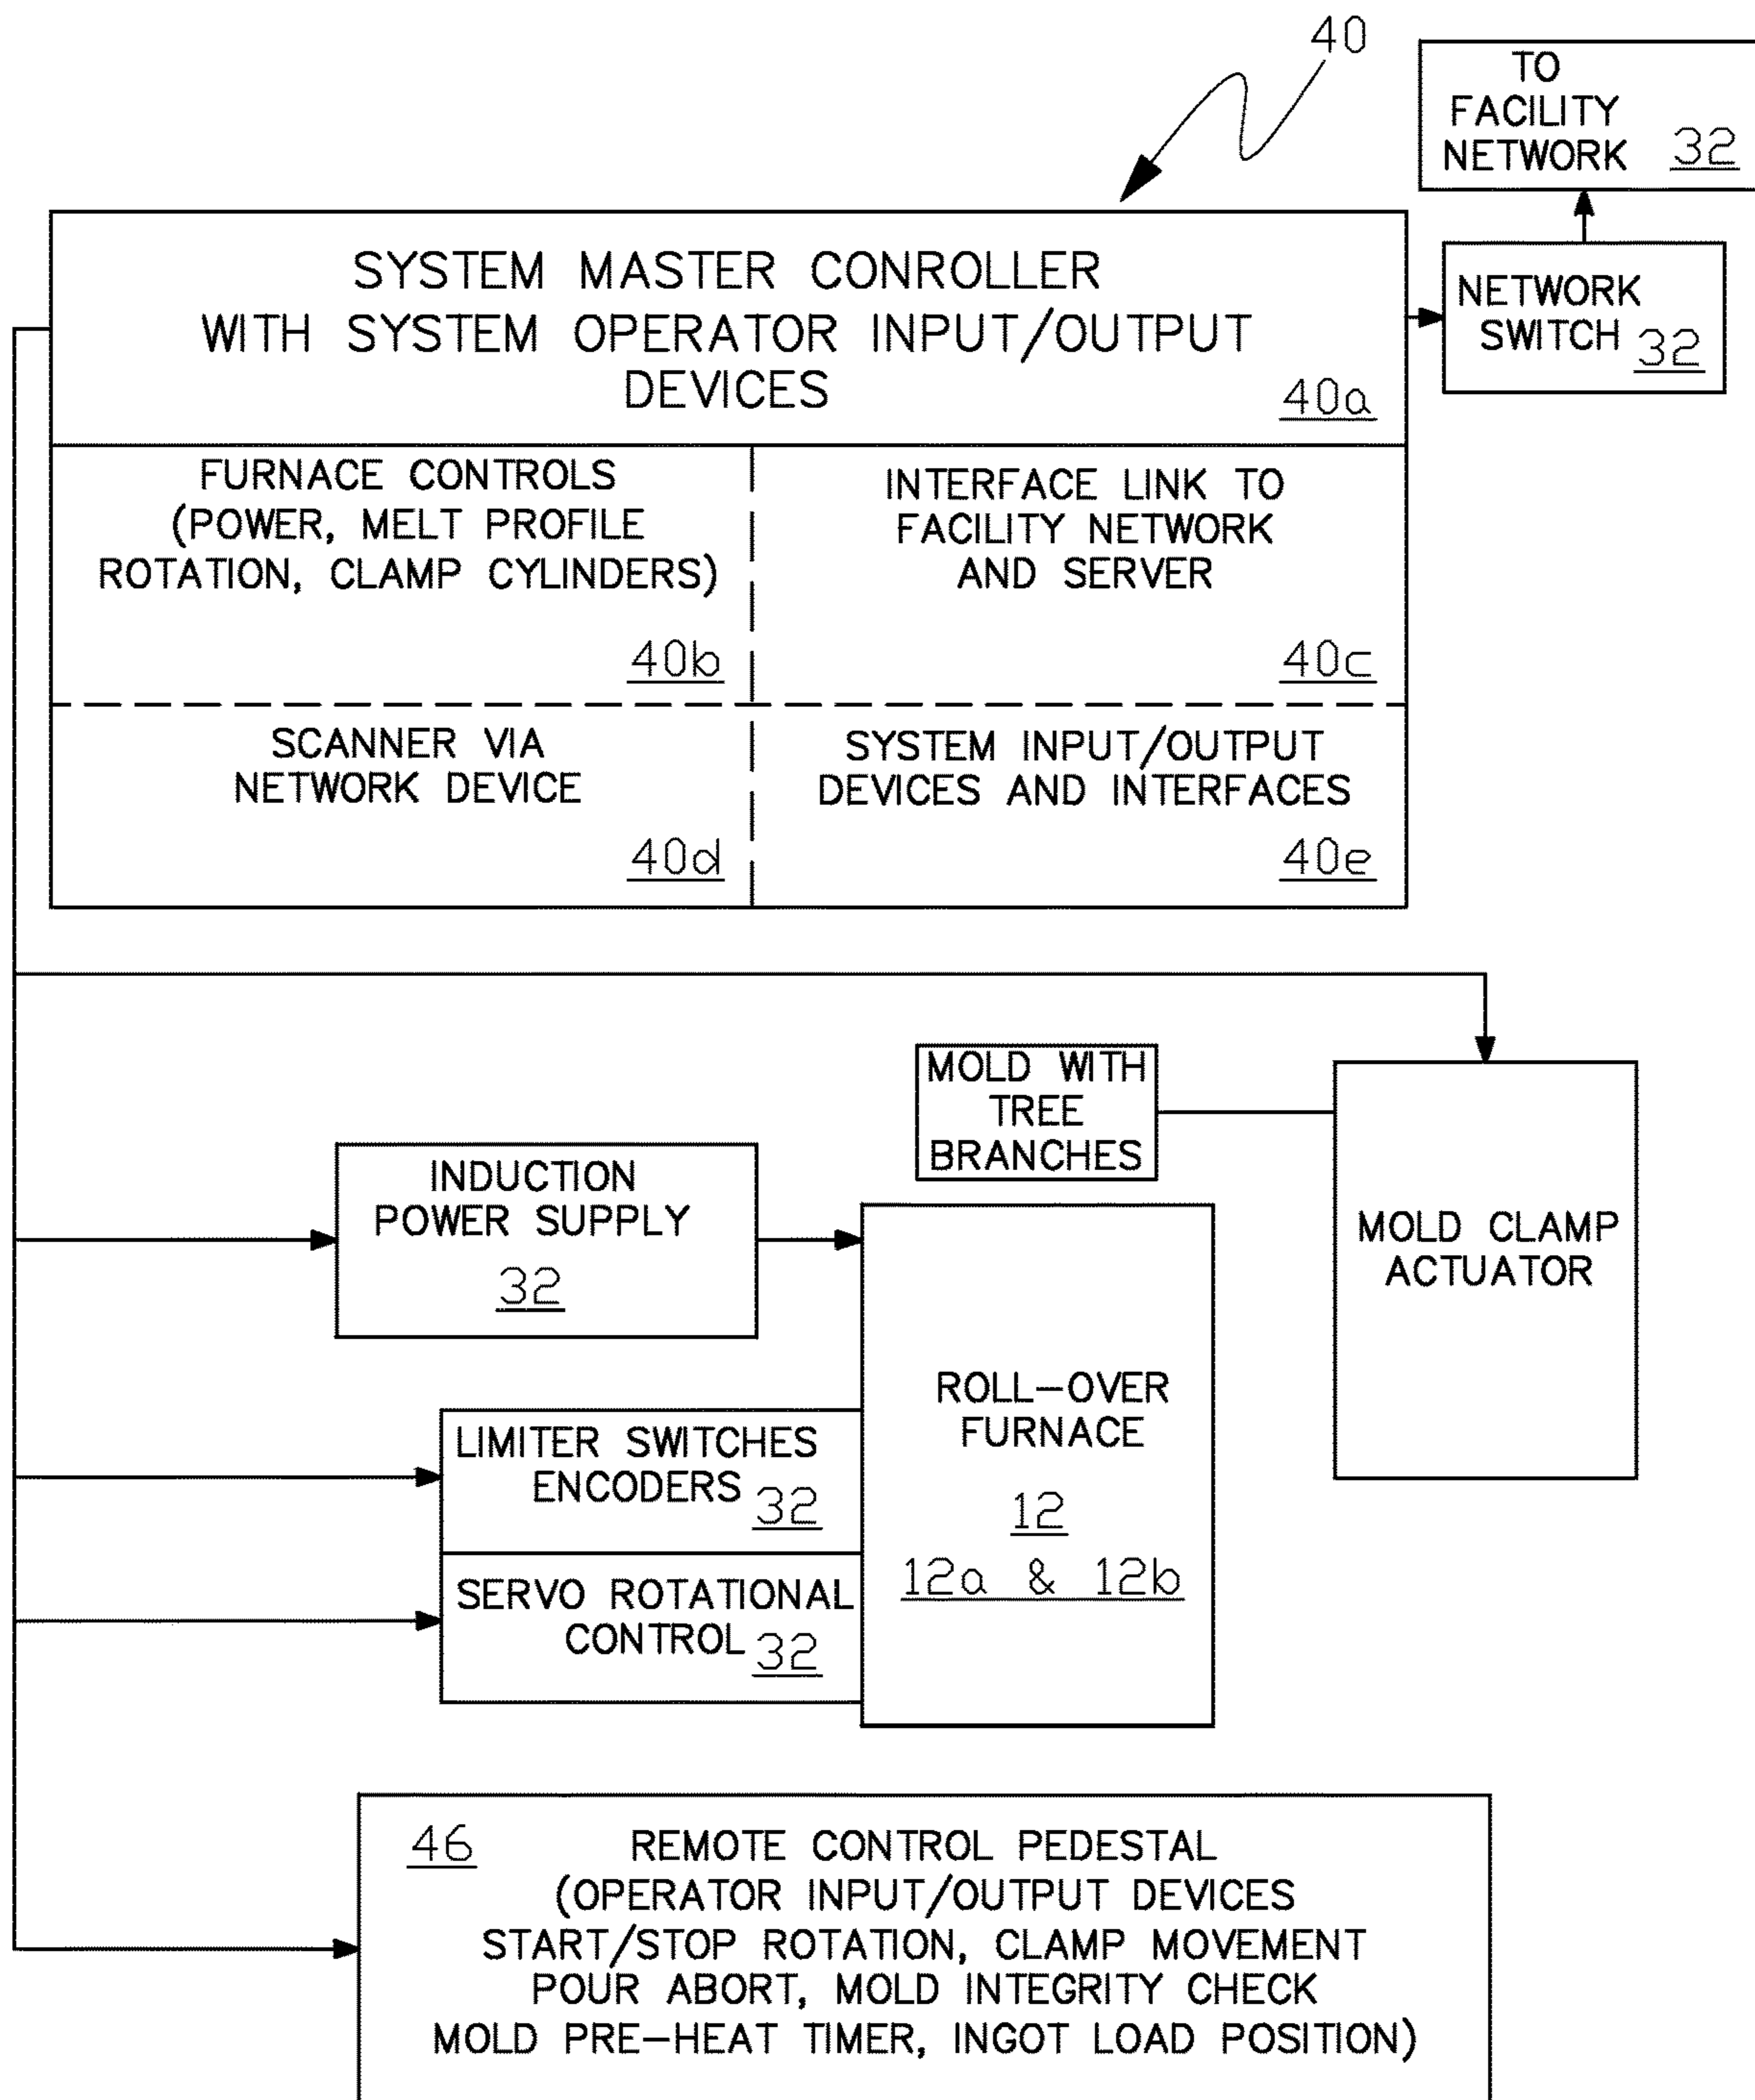 40
TO
FACILITY
NETWORK 32
SYSTEM MASTER CONROLLER
WITH SYSTEM OPERATOR INPUT/OUTPUT
DEVICES
40a
NETWORK
SWITCH 32
FURNACE CONTROLS
(POWER, MELT PROFILE
ROTATION, CLAMP CYLINDERS)
40b
INTERFACE LINK TO
FACILITY NETWORK
AND SERVER
40c
SCANNER VIA
NETWORK DEVICE
40d
SYSTEM INPUT/OUTPUT
DEVICES AND INTERFACES
40e
MOLD WITH
TREE
BRANCHES
MOLD CLAMP
ACTUATOR
INDUCTION
POWER SUPPLY
32
ROLL-OVER
FURNACE
12
12a & 12b
LIMITER SWITCHES
ENCODERS 32
SERVO ROTATIONAL
CONTROL 32
46 REMOTE CONTROL PEDESTAL
(OPERATOR INPUT/OUTPUT DEVICES
START/STOP ROTATION, CLAMP MOVEMENT
POUR ABORT, MOLD INTEGRITY CHECK
MOLD PRE-HEAT TIMER, INGOT LOAD POSITION)